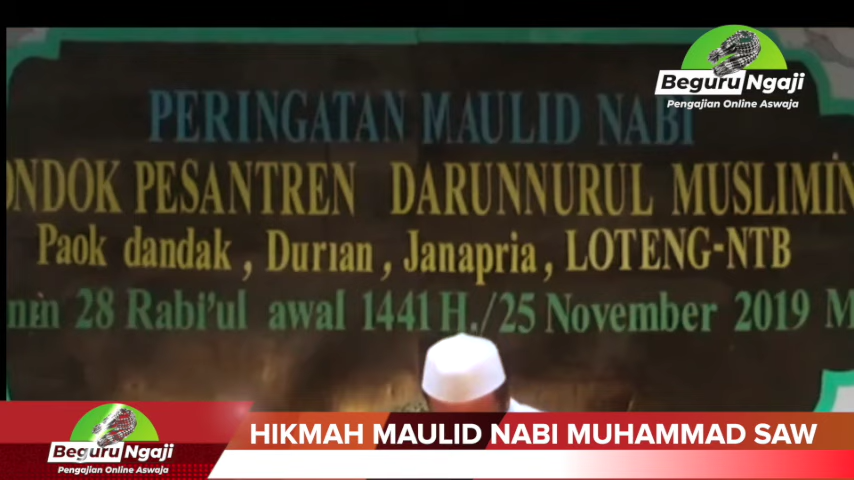 Beguru Ngaji
Pengajian Online Aswaja
PERINGATAN MAULID NABI
ONDOK PESANTREN DARUNNURUL MUSLIMIN
Paok dandak, Durian, Janapria, LOTENG-NTB
nin 28 Rabi'ul awal 1441 H./25 November 2019 M
Beguru Ngaji
Pengajian Online Aswaja
HIKMAH MAULID NABI MUHAMMAD SAW